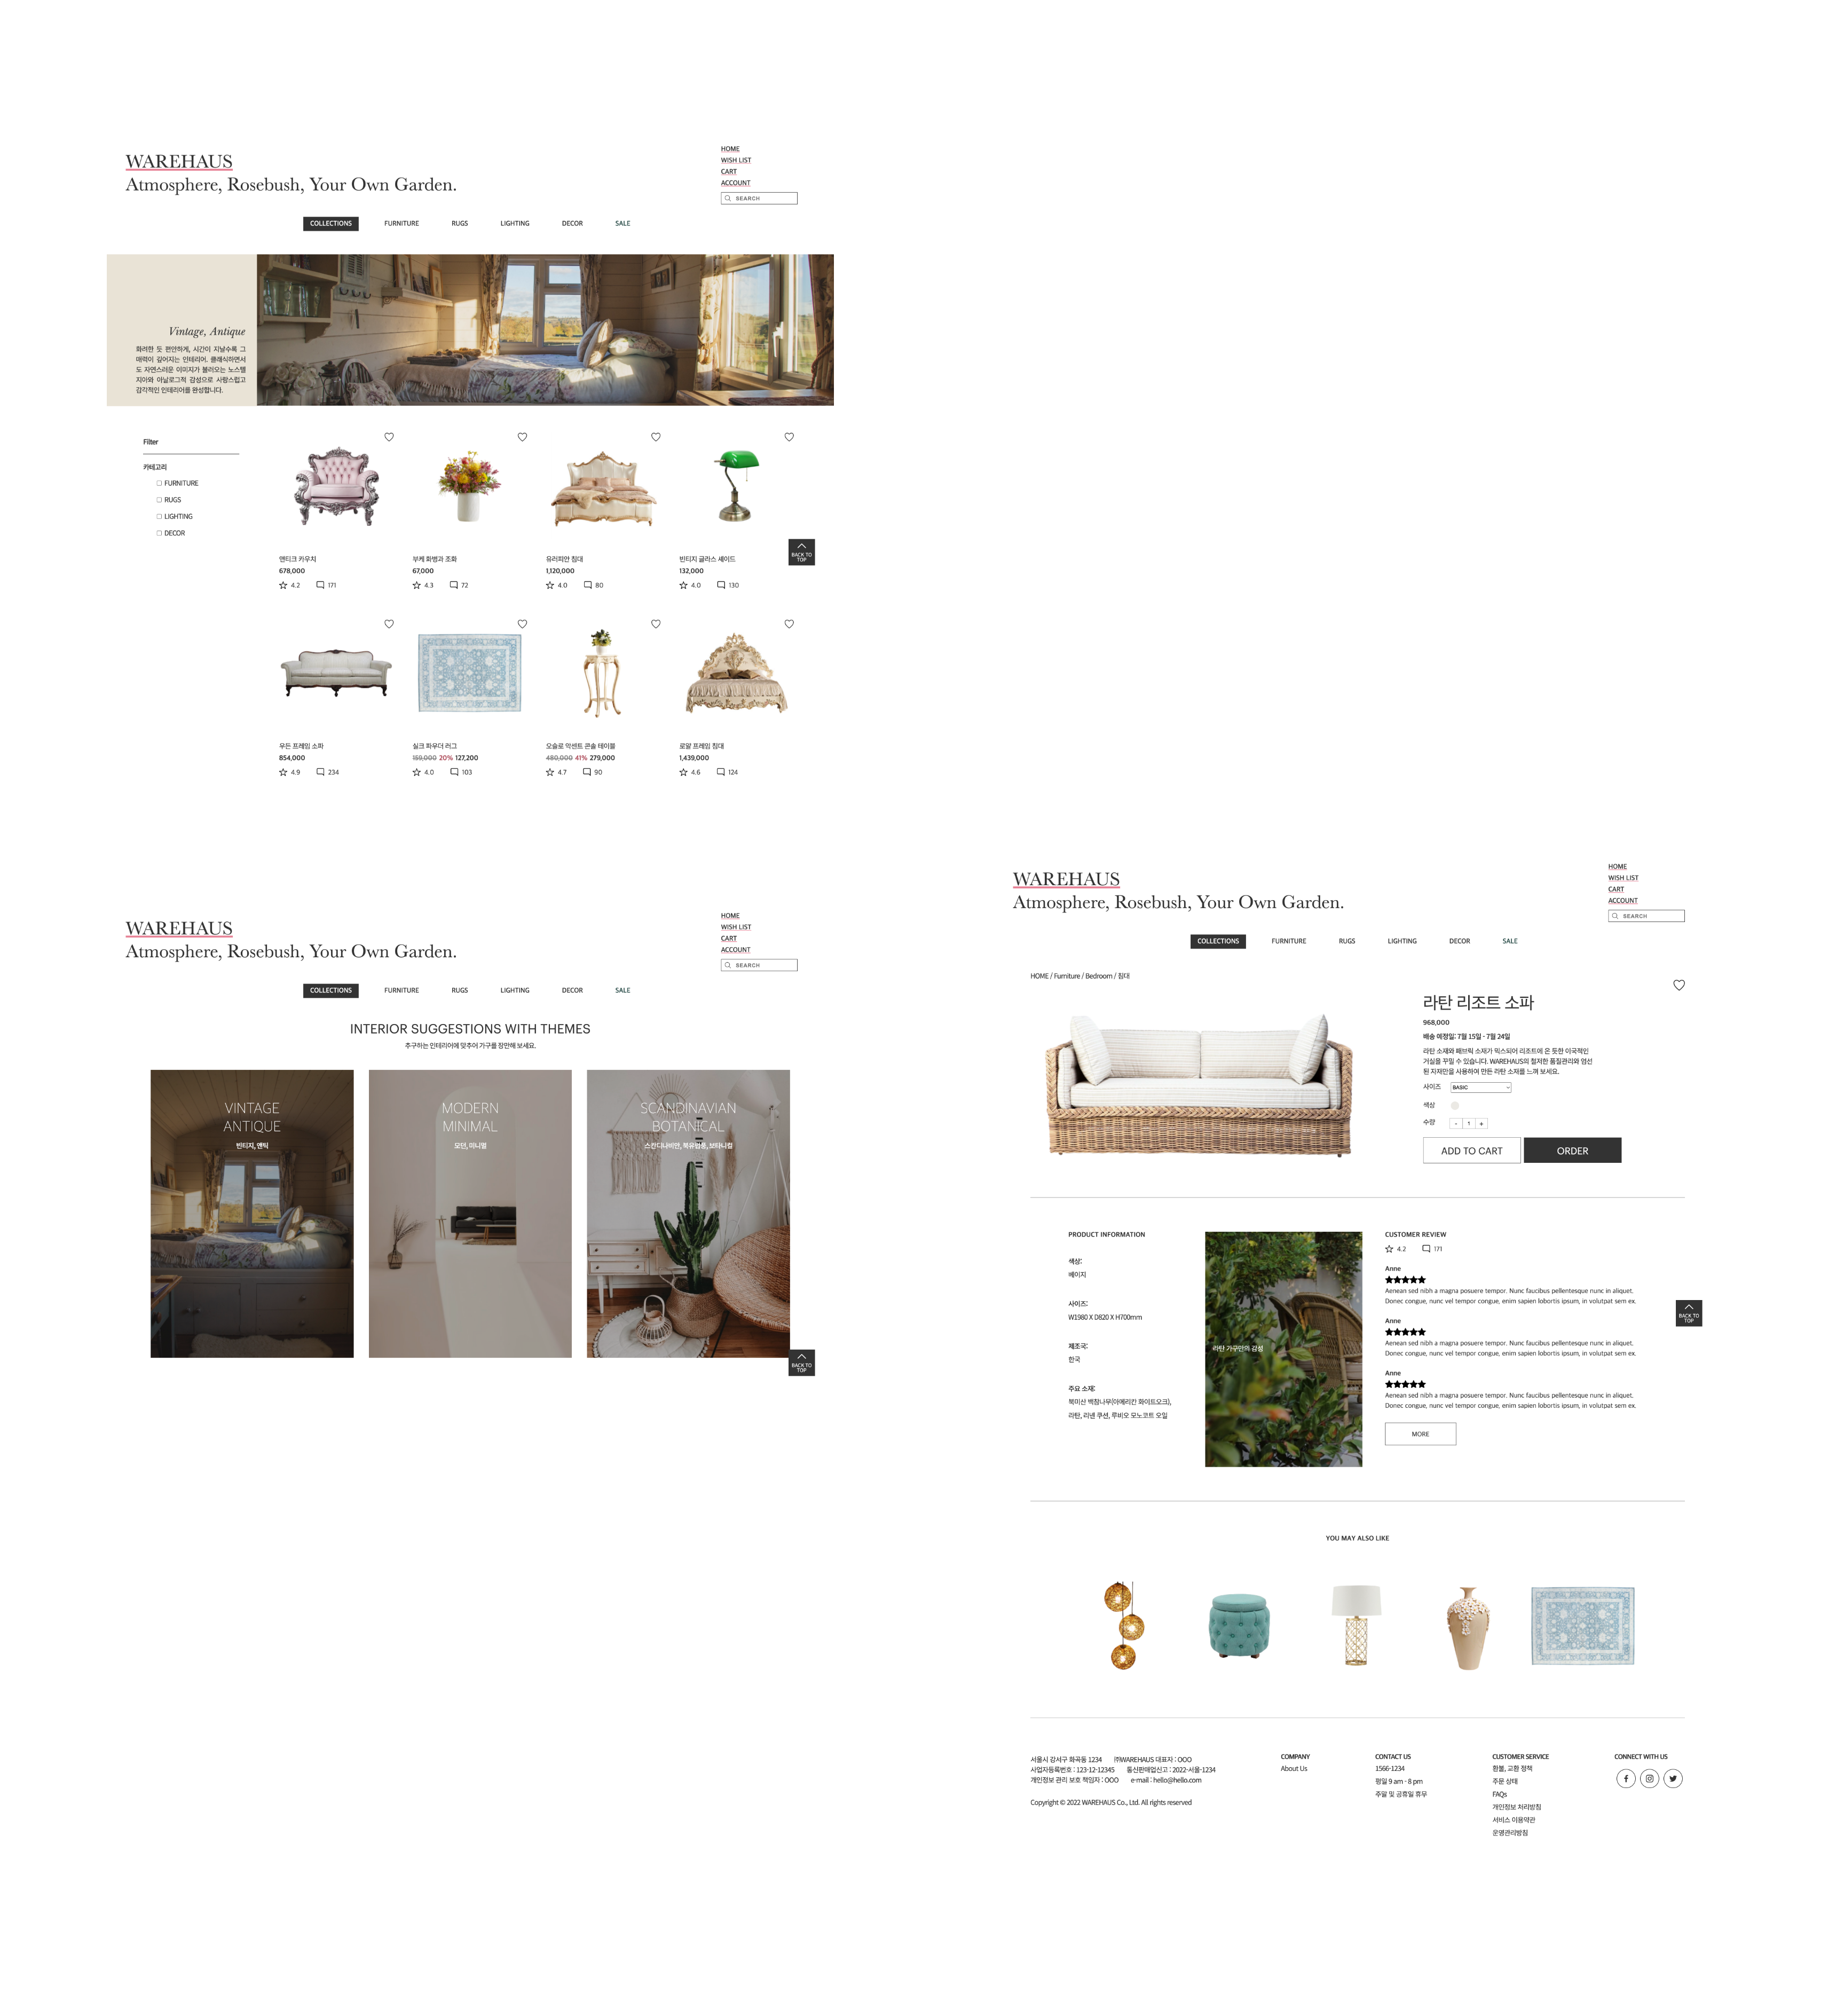 WAREHAUS
Atmosphere, Rosebush, Your Own Garden.
HOME
WISH LIST
CART
ACCOUNT
SEARCH
COLLECTIONS FURNITURE RUGS LIGHTING DECOR SALE
Vintage, Antique
화려한 듯 편안하게, 시간이 지날수록 그
매력이 깊어지는 인테리어. 클래식하면서
도 자연스러운 이미지가 불러오는 노스탤
지어와 아날로그적 감성으로 사랑스럽고
감각적인 인테리어를 완성합니다.
Filter
카테고리
FURNITURE
RUGS
LIGHTING
DECOR
앤티크 카우치
678,000
4.2 171
부케 화병과 조화
67,000
4.3 72
유러피안 침대
1,120,000
4.0 80
빈티지 글라스 셰이드
132,000
4.0 130
BACK TO
TOP
우든 프레임 소파
854,000
4.9 234
실크 파우더 러그
159,000 20% 127,200
4.0 103
오슬로 악센트 콘솔 테이블
480,000 41% 279,000
4.7 90
로얄 프레임 침대
1,439,000
4.6 124
WAREHAUS
Atmosphere, Rosebush, Your Own Garden.
HOME
WISH LIST
CART
ACCOUNT
SEARCH
COLLECTIONS FURNITURE RUGS LIGHTING DECOR SALE
INTERIOR SUGGESTIONS WITH THEMES
추구하는 인테리어에 맞추어 가구를 장만해 보세요.
VINTAGE
ANTIQUE
빈티지, 앤틱
MODERN
MINIMAL
모던, 미니멀
SCANDINAVIAN
BOTANICAL
스칸디나비안, 북유럽풍, 보타니컬
BACK TO
TOP
WAREHAUS
Atmosphere, Rosebush, Your Own Garden.
HOME
WISH LIST
CART
ACCOUNT
SEARCH
COLLECTIONS FURNITURE RUGS LIGHTING DECOR SALE
HOME / Furniture / Bedroom / 침대
라탄 리조트 소파
968,000
배송 예정일: 7월 15일 - 7월 24일
라탄 소재와 패브릭 소재가 믹스되어 리조트에 온 듯한 이국적인
거실을 꾸밀 수 있습니다. WAREHAUS의 철저한 품질관리와 엄선
된 자재만을 사용하여 만든 라탄 소재를 느껴 보세요.
사이즈 BASIC
색상
수량 - 1 +
ADD TO CART ORDER
PRODUCT INFORMATION
색상:
베이지
사이즈:
W1980 X D820 X H700mm
제조국:
한국
주요 소재:
북미산 백참나무(아메리칸 화이트오크),
라탄, 리넨 쿠션, 루비오 모노코트 오일
라탄 가구만의 감성
CUSTOMER REVIEW
4.2 171
Anne
Aenean sed nibh a magna posuere tempor. Nunc faucibus pellentesque nunc in aliquet.
Donec congue, nunc vel tempor congue, enim sapien lobortis ipsum, in volutpat sem ex.
Anne
Aenean sed nibh a magna posuere tempor. Nunc faucibus pellentesque nunc in aliquet.
Donec congue, nunc vel tempor congue, enim sapien lobortis ipsum, in volutpat sem ex.
Anne
Aenean sed nibh a magna posuere tempor. Nunc faucibus pellentesque nunc in aliquet.
Donec congue, nunc vel tempor congue, enim sapien lobortis ipsum, in volutpat sem ex.
MORE
BACK TO
TOP
YOU MAY ALSO LIKE
서울시 강서구 화곡동 1234 ㈜WAREHAUS 대표자 : OOO
사업자등록번호 : 123-12-12345 통신판매업신고 : 2022-서울-1234
개인정보 관리 보호 책임자 : OOO e-mail : hello@hello.com
Copyright © 2022 WAREHAUS Co., Ltd. All rights reserved
COMPANY
About Us
CONTACT US
1566-1234
평일 9 am - 8 pm
주말 및 공휴일 휴무
CUSTOMER SERVICE
환불, 교환 정책
주문 상태
FAQs
개인정보 처리방침
서비스 이용약관
운영관리방침
CONNECT WITH US